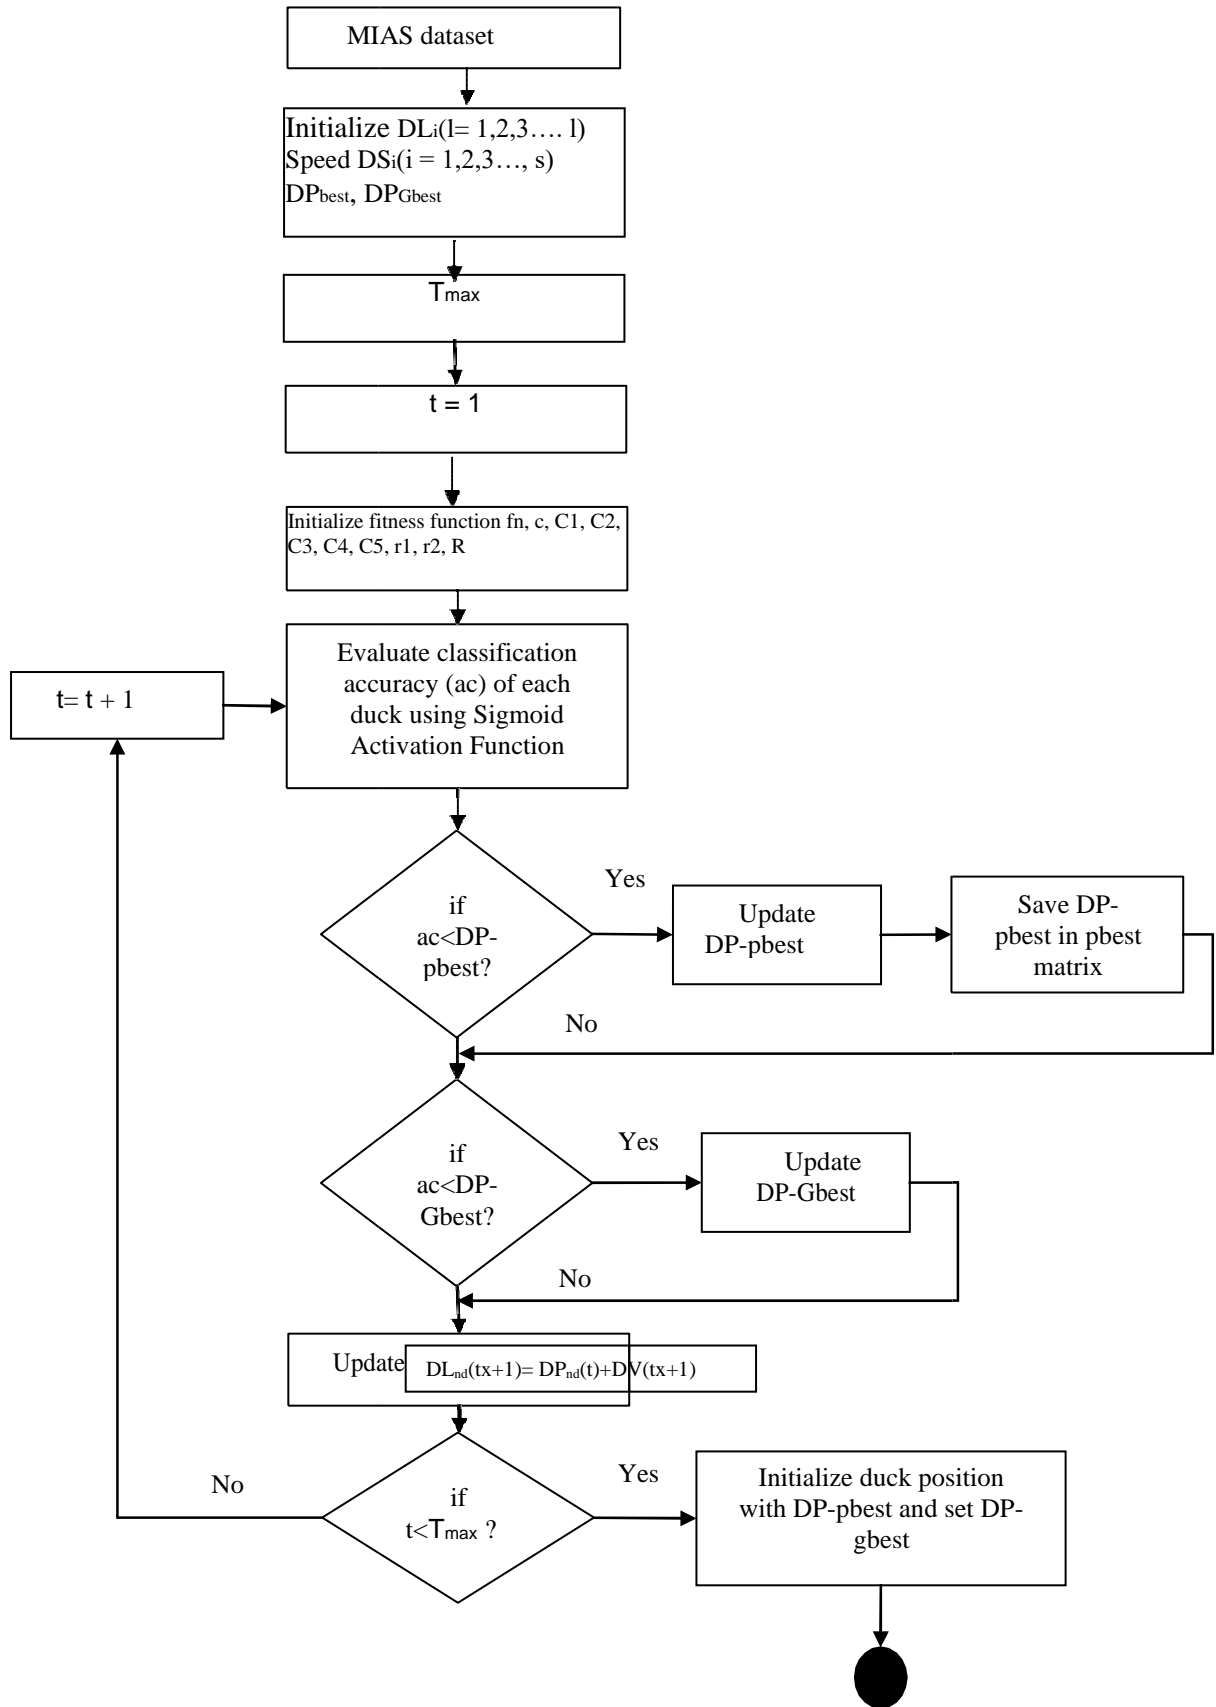 MIAS dataset
Initialize DLi(l= 1,2,3…. l)
Speed DSi(i = 1,2,3…, s)
DPbest, DPGbest
Tmax
t = 1
Initialize fitness function fn, c, C1, C2,
C3, C4, C5, r1, r2, R
Evaluate classification
accuracy (ac) of each
duck using Sigmoid
Activation Function
t= t + 1
if
ac<DP-
pbest?
Yes
Update
DP-pbest
Save DP-
pbest in pbest
matrix
No
if
ac<DP-
Gbest?
Yes
Update
DP-Gbest
No
Update
DLnd(tx+1)= DPnd(t)+DV(tx+1)
No
if
t<Tmax ?
Yes
Initialize duck position
with DP-pbest and set DP-
gbest